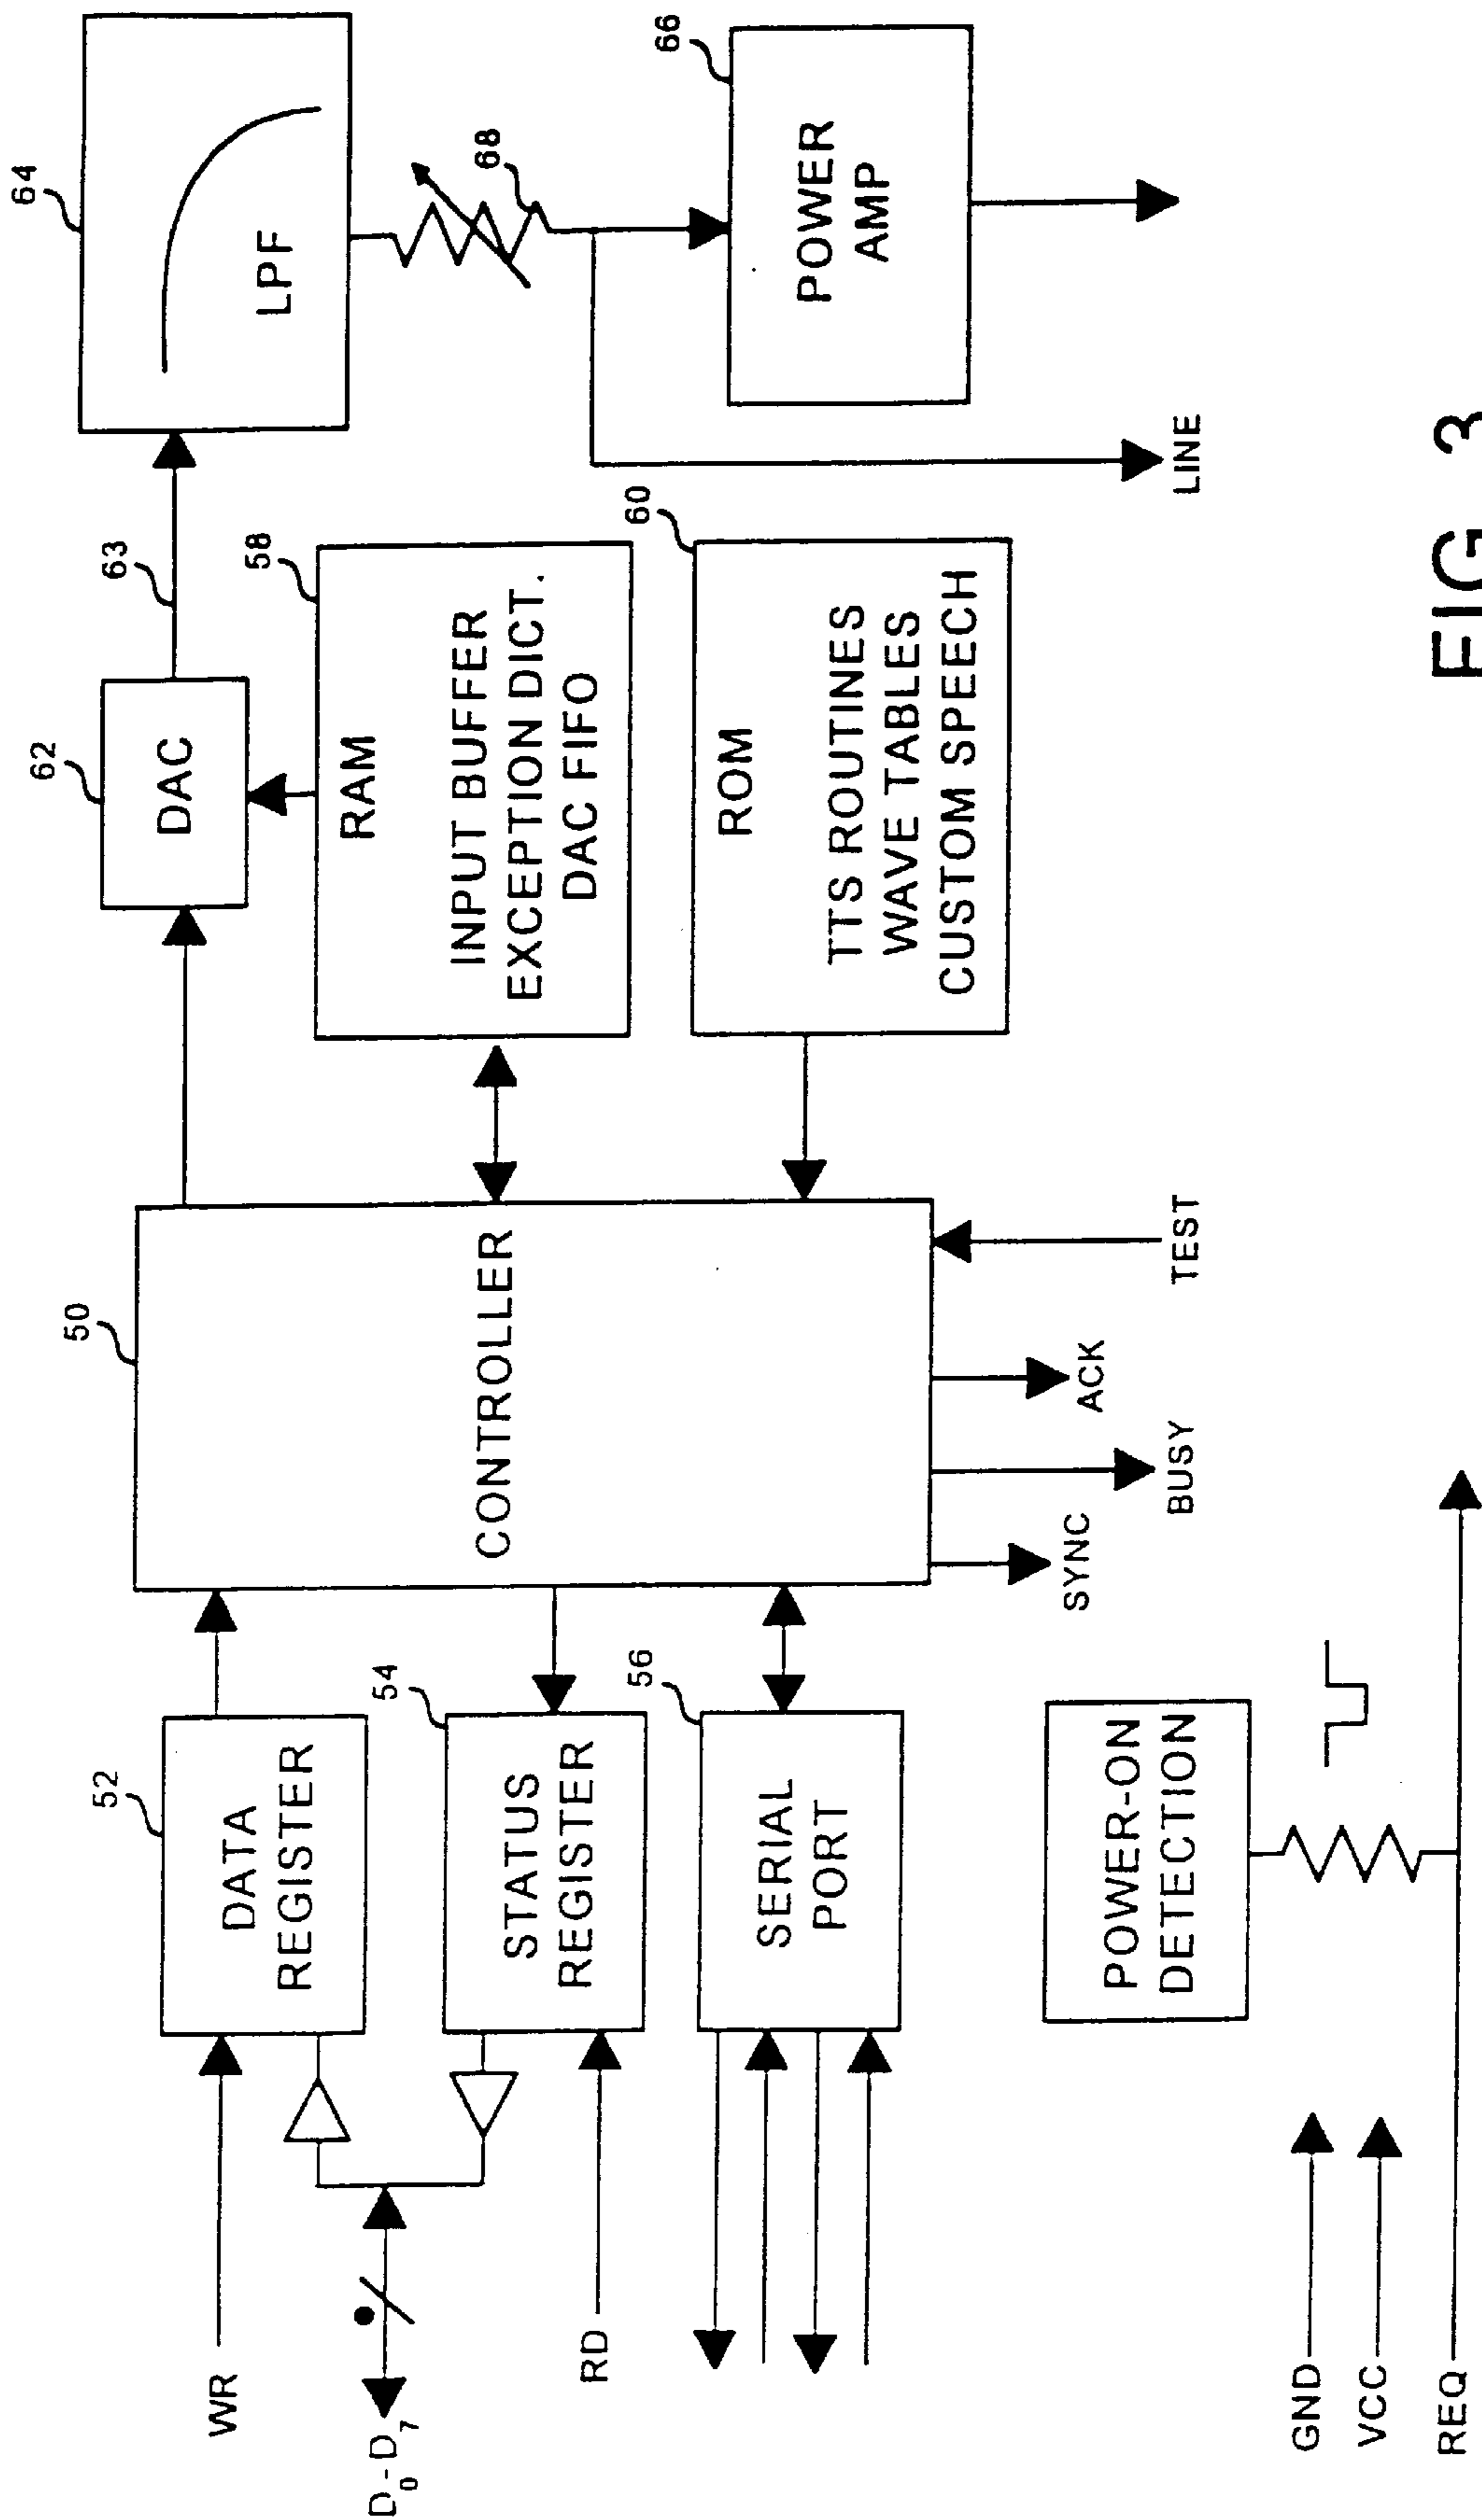 64
LPF
62
DAC
63
68
66
POWER
AMP
LINE
58
RAM
INPUT BUFFER
EXCEPTION DICT.
DAC FIFO
60
ROM
TTS ROUTINES
WAVE TABLES
CUSTOM SPEECH
50
CONTROLLER
SYNC
BUSY
ACK
TEST
52
DATA
REGISTER
54
STATUS
REGISTER
56
SERIAL
PORT
WR
D0-D7
RD
POWER-ON
DETECTION
GND
VCC
REQ
FIG 3